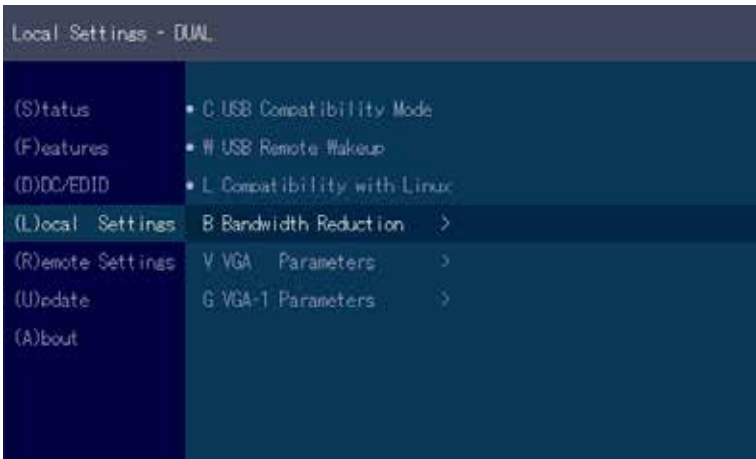 Local Settings - DUAL
(S)tatus
(F)eatures
(D)DC/EDID
(L)ocal Settings
(R)emote Settings
(U)pdate
(A)bout
• C USB Compatibility Mode
• W USB Remote Wakeup
• L Compatibility with Linux
B Bandwidth Reduction >
V VGA Parameters >
G VGA-1 Parameters >